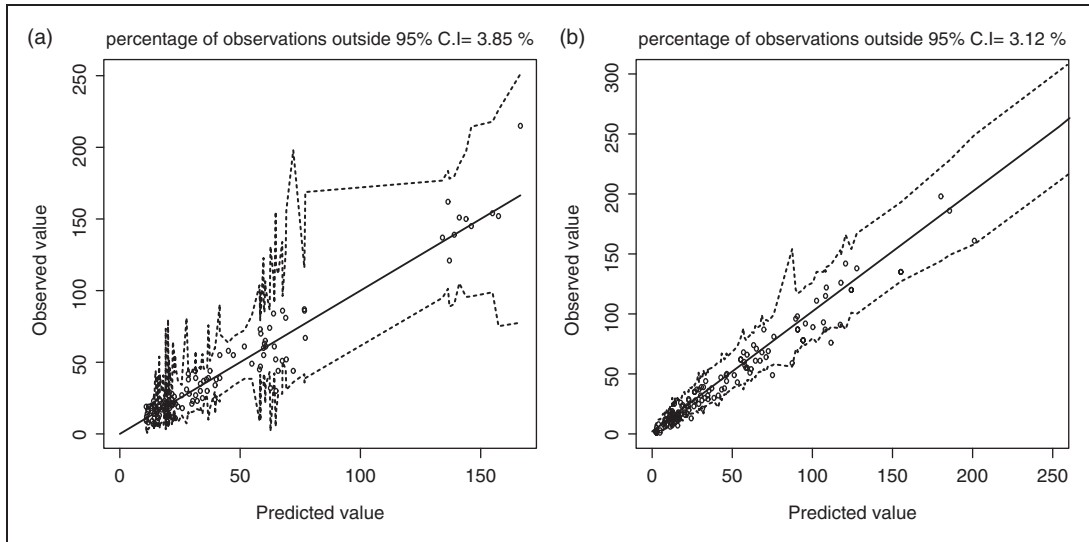 (a) percentage of observations outside 95% C.I= 3.85 %
250
200
150
100
50
0
Observed value
0 50 100 150
Predicted value
(b) percentage of observations outside 95% C.I= 3.12 %
300
250
200
150
100
50
0
Observed value
0 50 100 150 200 250
Predicted value